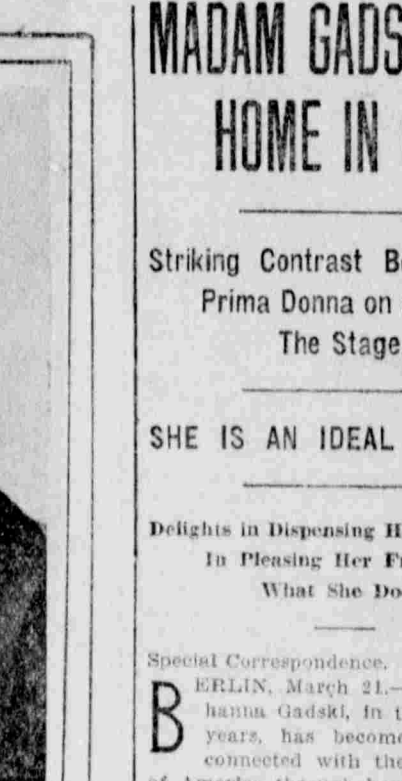 MADAM GADS
HOME IN
Striking Contrast B
Prima Donna on
The Stage
SHE IS AN IDEAL
Delights in Dispensing H
In Pleasing Her F
What She Do
Special Correspondence.
BERLIN, March 21.—
hanna Gadski, in t
years, has become
connected with the